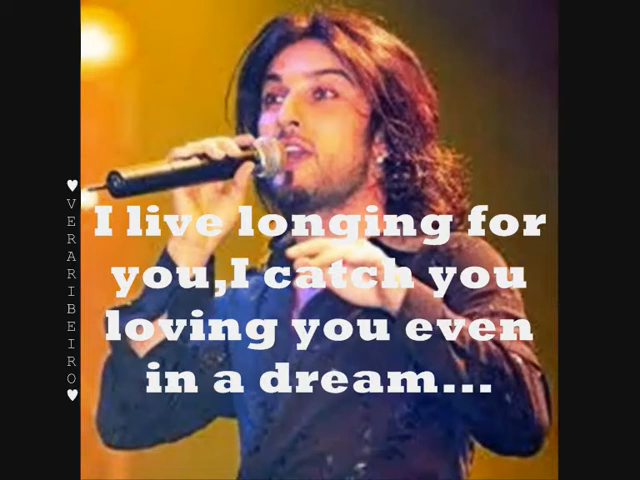 ♥VERARIBEIRO♥
I live longing for
you,I catch you
loving you even
in a dream...